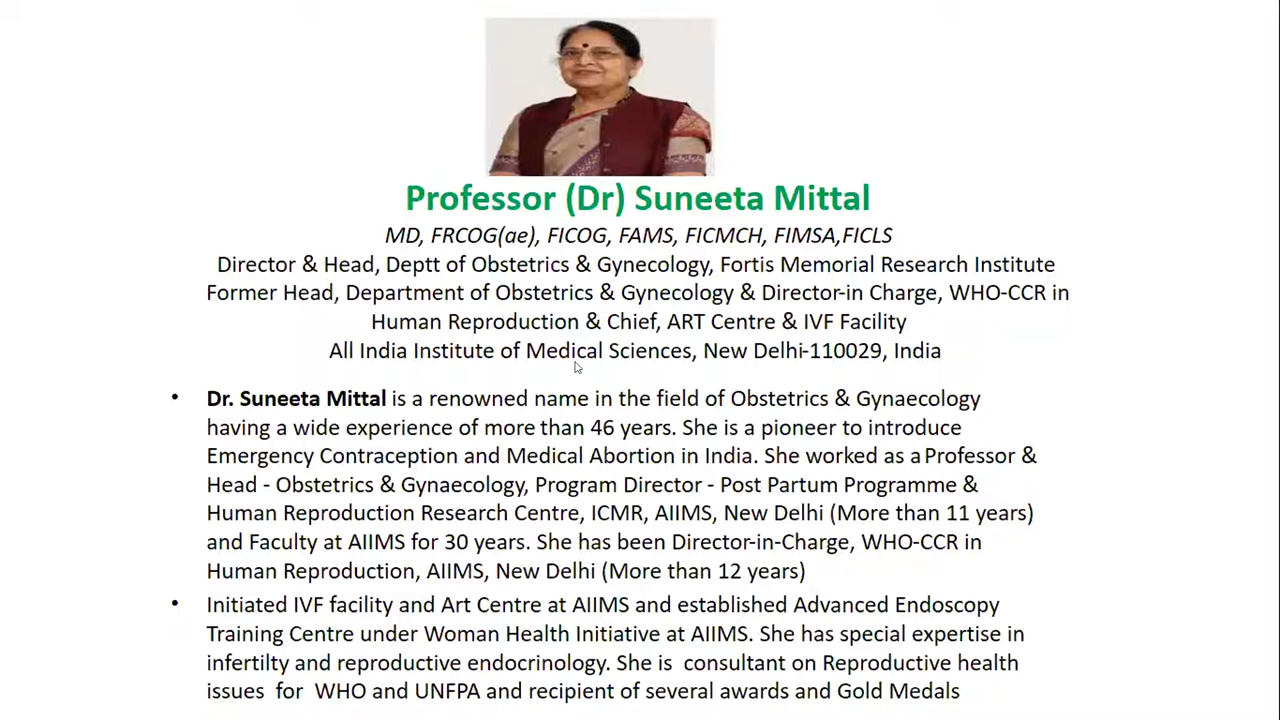 Professor (Dr) Suneeta Mittal
MD, FRCOG(ae), FICOG, FAMS, FICMCH, FIMSA,FICLS
Director & Head, Deptt of Obstetrics & Gynecology, Fortis Memorial Research Institute
Former Head, Department of Obstetrics & Gynecology & Director-in Charge, WHO-CCR in
Human Reproduction & Chief, ART Centre & IVF Facility
All India Institute of Medical Sciences, New Delhi-110029, India
• Dr. Suneeta Mittal is a renowned name in the field of Obstetrics & Gynaecology
having a wide experience of more than 46 years. She is a pioneer to introduce
Emergency Contraception and Medical Abortion in India. She worked as a Professor &
Head - Obstetrics & Gynaecology, Program Director - Post Partum Programme &
Human Reproduction Research Centre, ICMR, AIIMS, New Delhi (More than 11 years)
and Faculty at AIIMS for 30 years. She has been Director-in-Charge, WHO-CCR in
Human Reproduction, AIIMS, New Delhi (More than 12 years)
• Initiated IVF facility and Art Centre at AIIMS and established Advanced Endoscopy
Training Centre under Woman Health Initiative at AIIMS. She has special expertise in
infertilty and reproductive endocrinology. She is consultant on Reproductive health
issues for WHO and UNFPA and recipient of several awards and Gold Medals